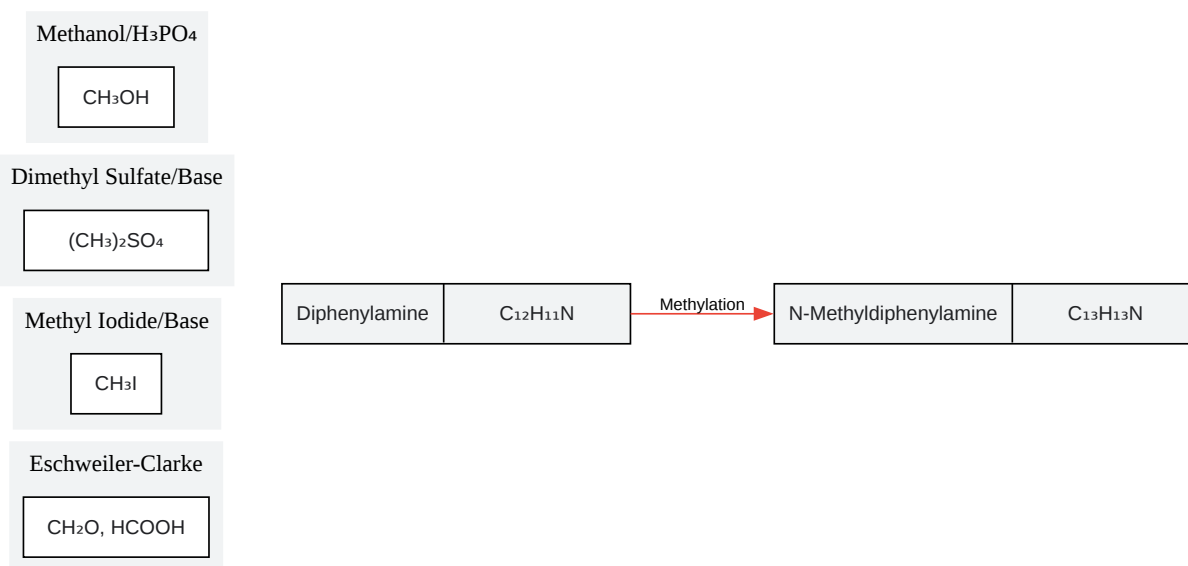 Methanol/H₃PO₄
CH₃OH
Dimethyl Sulfate/Base
(CH₃)₂SO₄
Methyl Iodide/Base
CH₃I
Eschweiler-Clarke
CH₂O, HCOOH
Diphenylamine
C₁₂H₁₁N
Methylation
N-Methyldiphenylamine
C₁₃H₁₃N